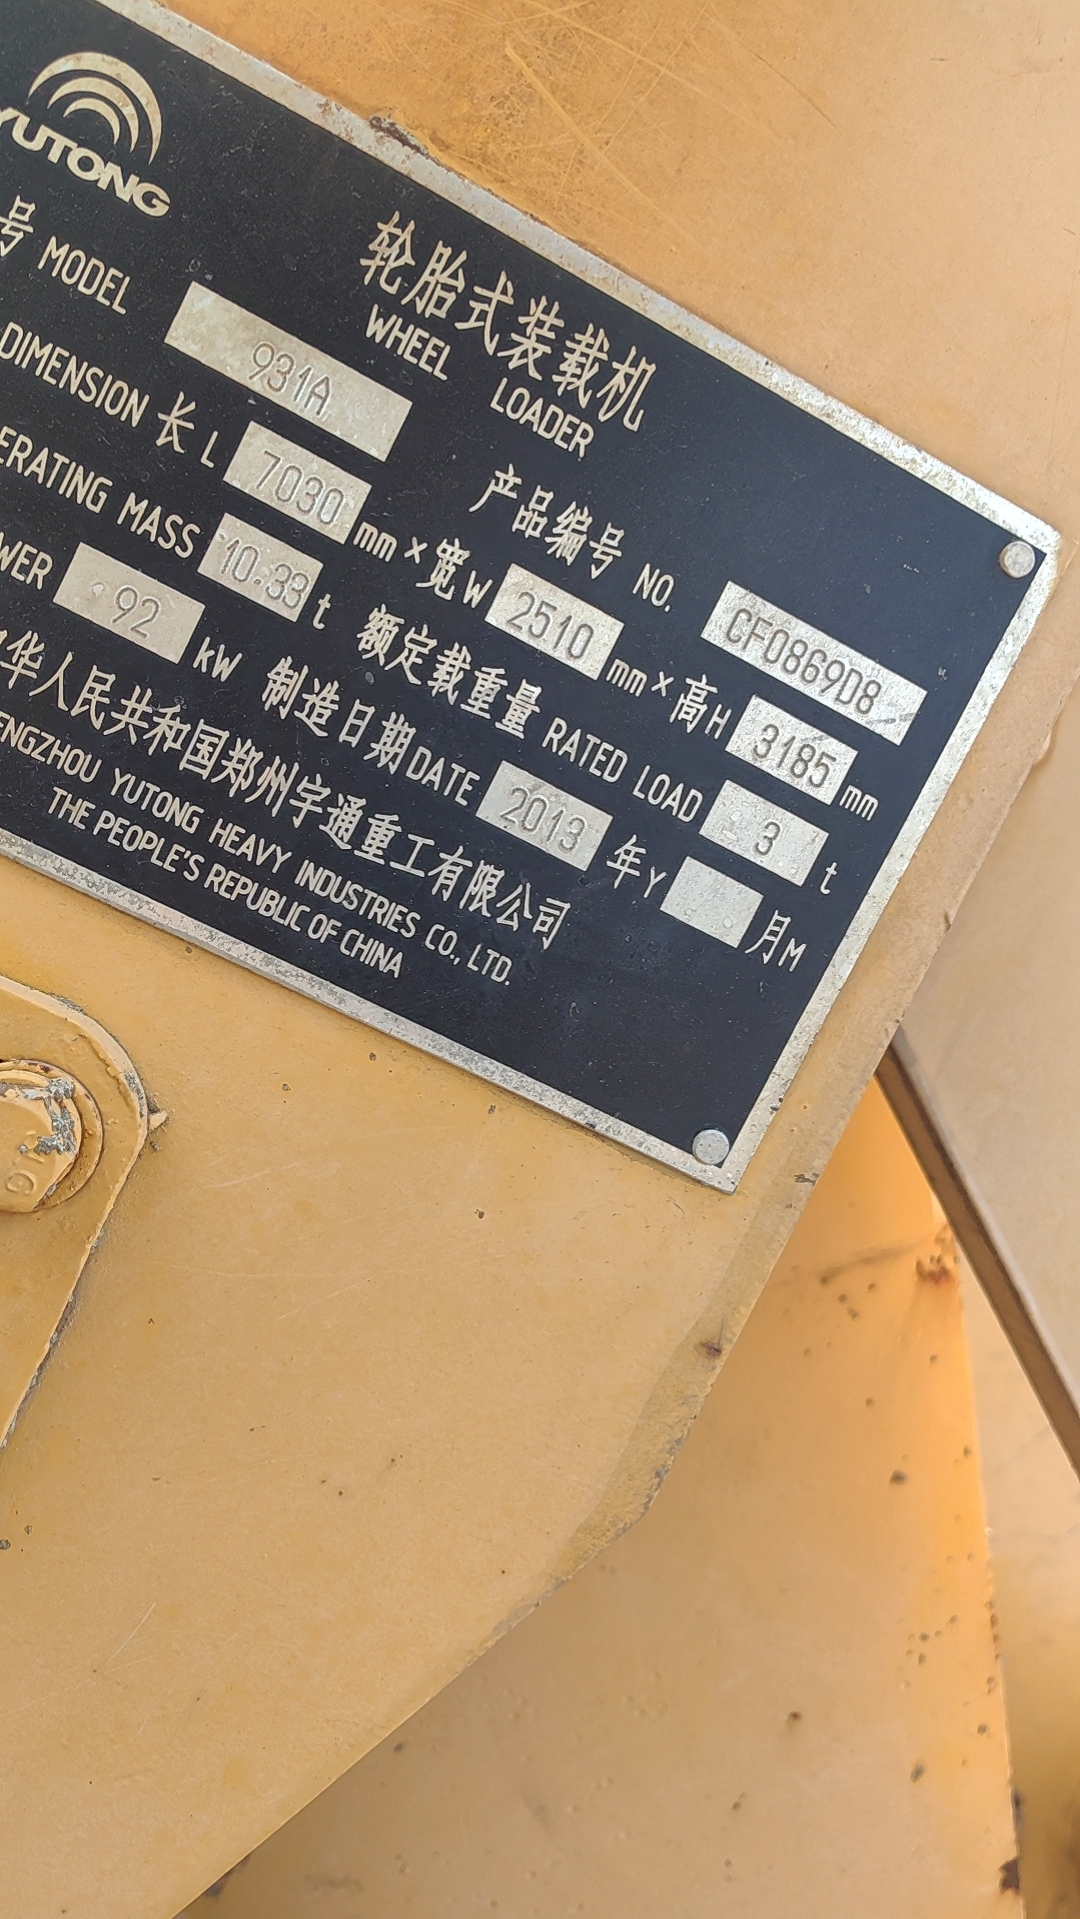 YUTONG
轮胎式装载机
WHEEL LOADER
号 MODEL 931A 产品编号 NO. CF0869D8
DIMENSION 长 L 7030 mm × 宽 W 2510 mm × 高 H 3185 mm
ERATING MASS 10.33 t 额定载重量 RATED LOAD 3 t
WER 92 kW 制造日期 DATE 2013 年 Y 月 M
华人民共和国郑州宇通重工有限公司
ENGZHOU YUTONG HEAVY INDUSTRIES CO., LTD.
THE PEOPLE'S REPUBLIC OF CHINA